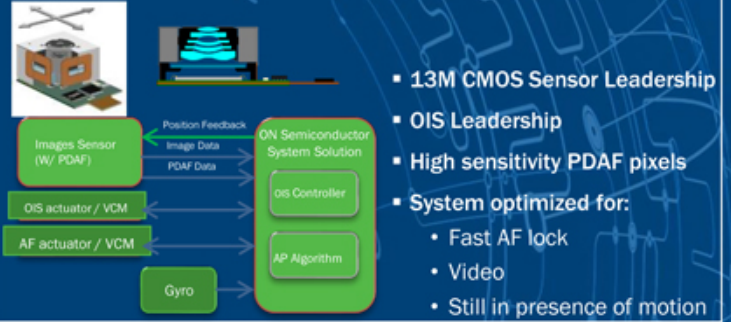 Images Sensor
(W/ PDAF)
OIS actuator / VCM
AF actuator / VCM
Gyro
Position Feedback
Image Data
PDAF Data
ON Semiconductor
System Solution
OIS Controller
AP Algorithm
▪ 13M CMOS Sensor Leadership
▪ OIS Leadership
▪ High sensitivity PDAF pixels
▪ System optimized for:
• Fast AF lock
• Video
• Still in presence of motion